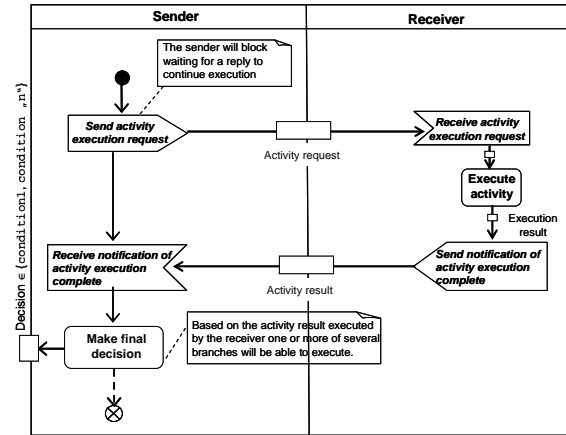 Sender
Receiver
The sender will block
waiting for a reply to
continue execution
Send activity
execution request
Activity request
Receive activity
execution request
Execute
activity
Execution
result
Receive notification of
activity execution
complete
Activity result
Send notification of
activity execution
complete
Decision ∈ {condition1, condition „n“}
Make final
decision
Based on the activity result executed
by the receiver one or more of several
branches will be able to execute.